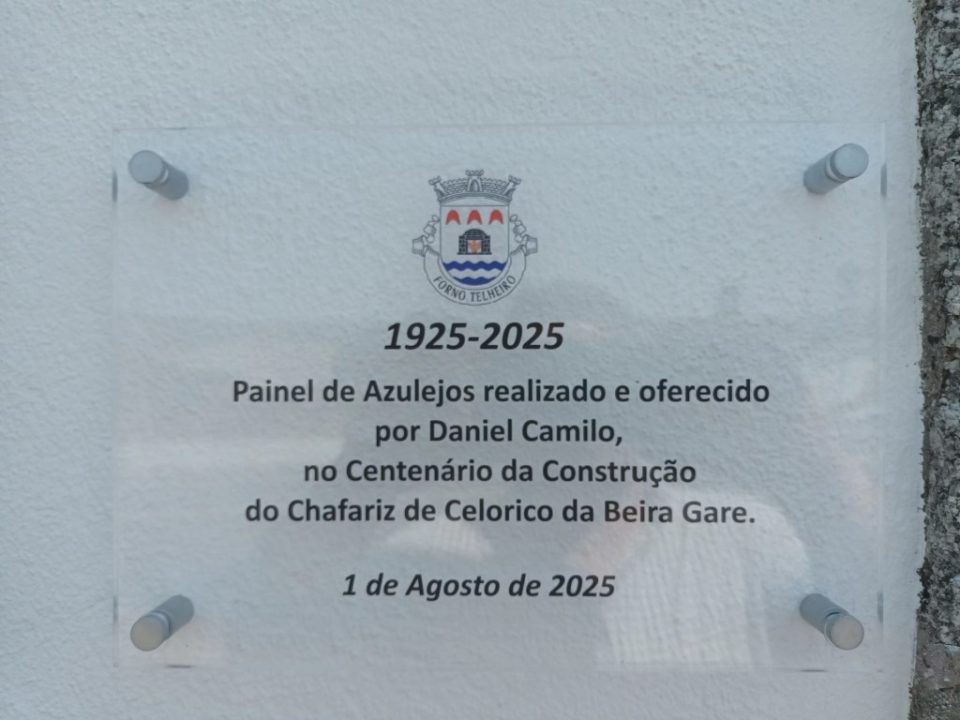 FORNO TELHEIRO
1925-2025
Painel de Azulejos realizado e oferecido
por Daniel Camilo,
no Centenário da Construção
do Chafariz de Celorico da Beira Gare.
1 de Agosto de 2025